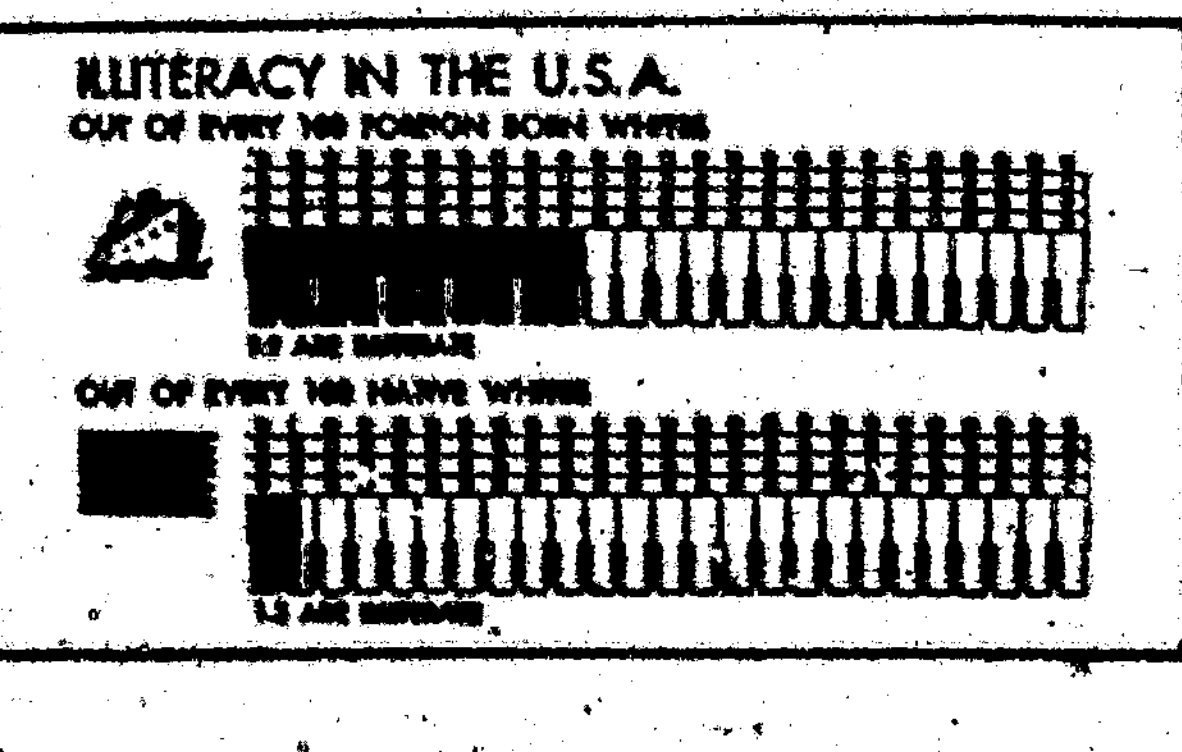 ILLITERACY IN THE U.S.A.
OUT OF EVERY 100 FOREIGN BORN WHITES
ARE ILLITERATE
OUT OF EVERY 100 NATIVE WHITES
ARE ILLITERATE